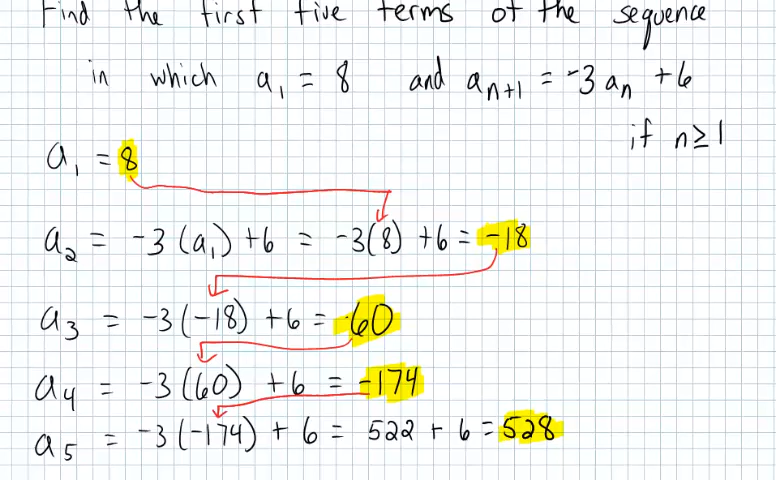 Find the first five terms of the sequence
in which a₁ = 8 and aₙ₊₁ = -3aₙ + 6
if n ≥ 1
a₁ = 8
a₂ = -3(a₁) + 6 = -3(8) + 6 = -18
a₃ = -3(-18) + 6 = 60
a₄ = -3(60) + 6 = -174
a₅ = -3(-174) + 6 = 522 + 6 = 528